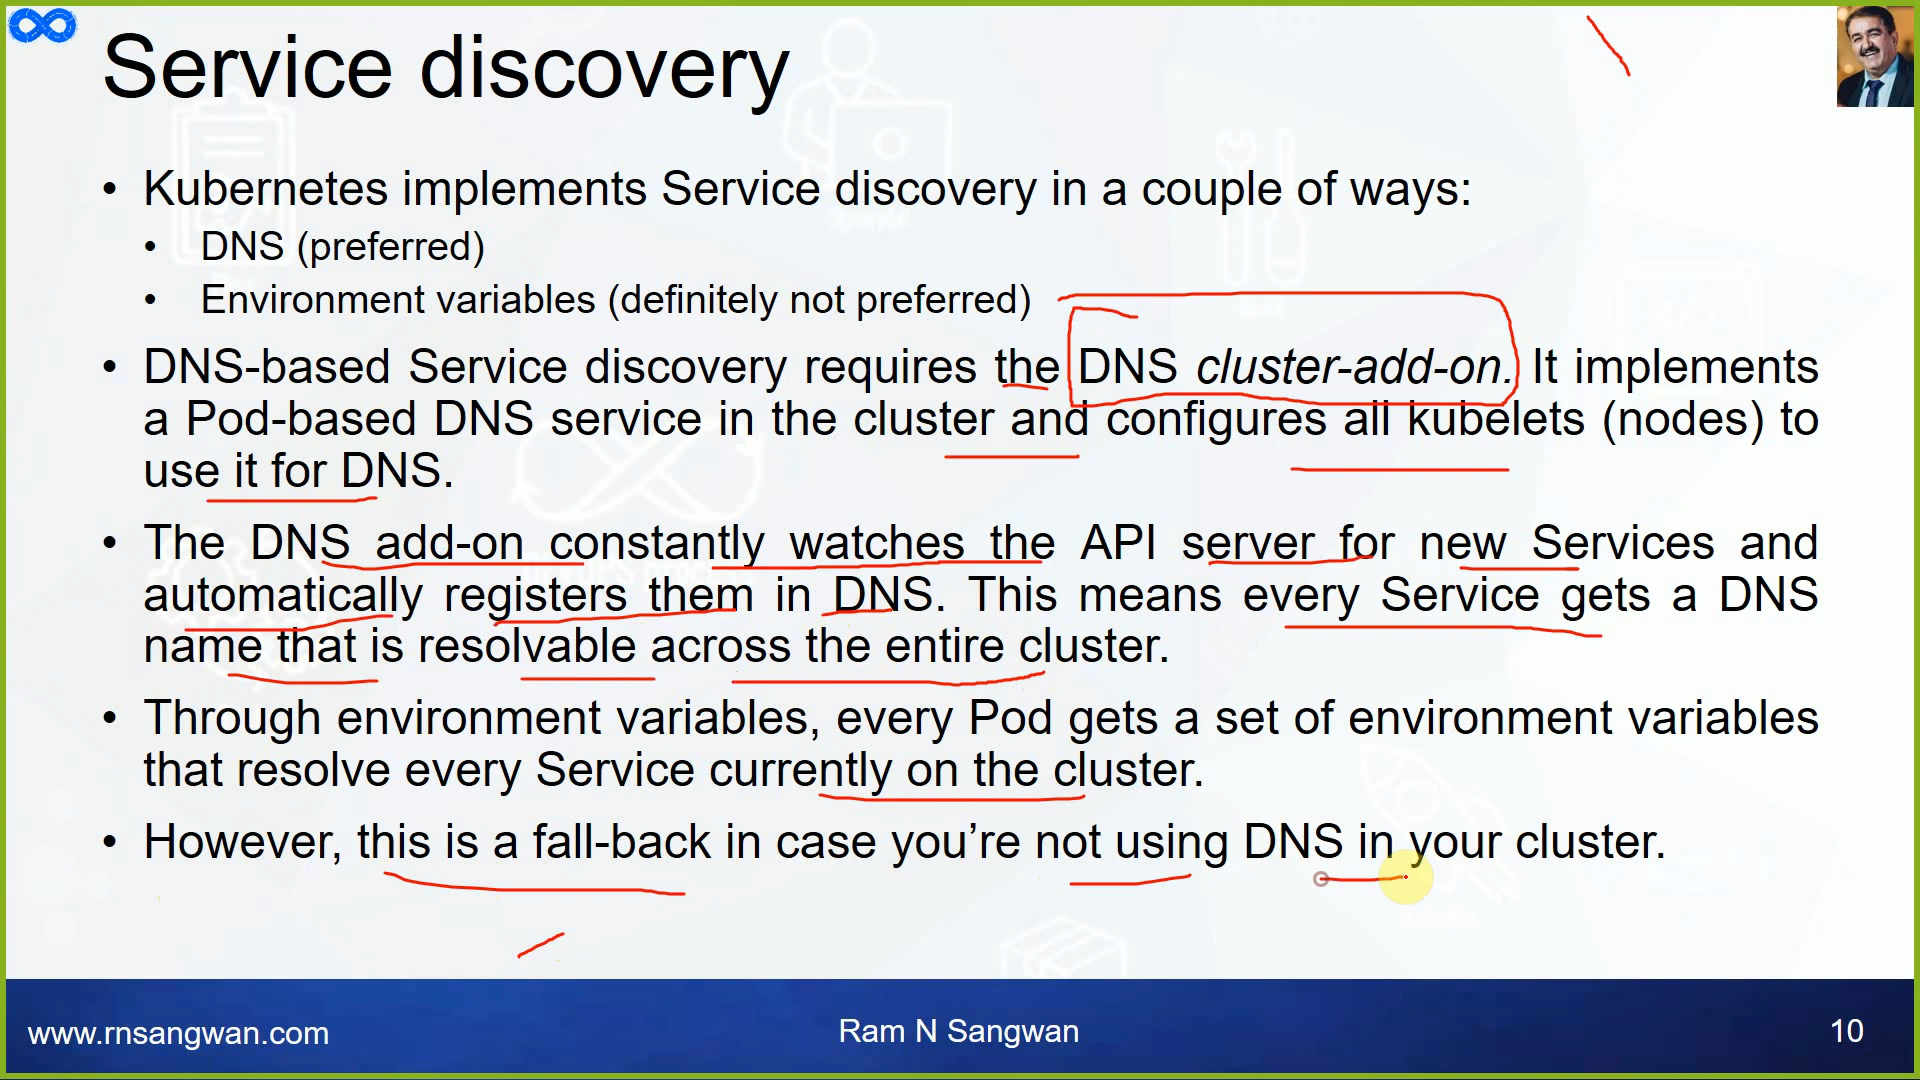 Service discovery
• Kubernetes implements Service discovery in a couple of ways:
• DNS (preferred)
• Environment variables (definitely not preferred)
• DNS-based Service discovery requires the DNS cluster-add-on. It implements
a Pod-based DNS service in the cluster and configures all kubelets (nodes) to
use it for DNS.
• The DNS add-on constantly watches the API server for new Services and
automatically registers them in DNS. This means every Service gets a DNS
name that is resolvable across the entire cluster.
• Through environment variables, every Pod gets a set of environment variables
that resolve every Service currently on the cluster.
• However, this is a fall-back in case you’re not using DNS in your cluster.
www.rnsangwan.com
Ram N Sangwan
10